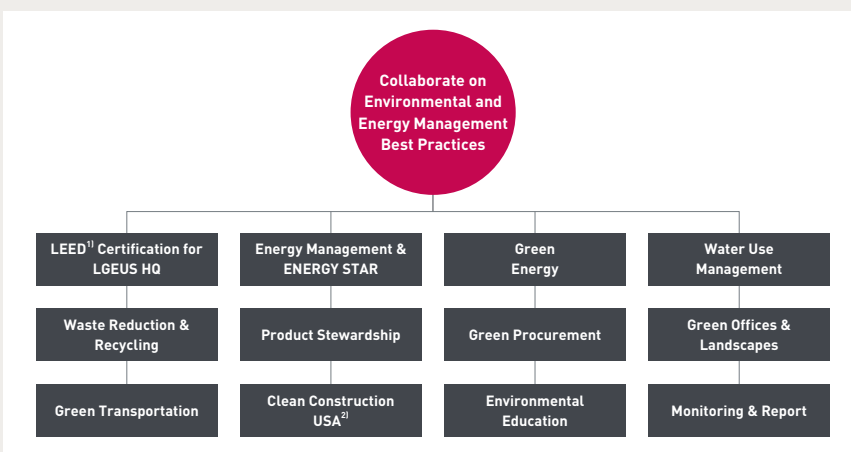 Collaborate on
Environmental and
Energy Management
Best Practices
LEED1) Certification for
LGEUS HQ
Energy Management &
ENERGY STAR
Green
Energy
Water Use
Management
Waste Reduction &
Recycling
Product Stewardship
Green Procurement
Green Offices &
Landscapes
Green Transportation
Clean Construction
USA2)
Environmental
Education
Monitoring & Report